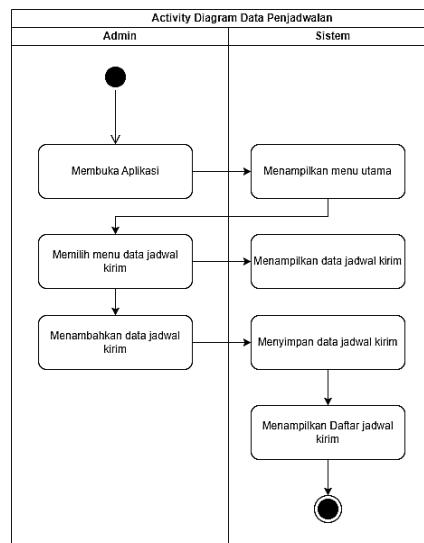 Activity Diagram Data Penjadwalan
Admin
Sistem
Membuka Aplikasi
Menampilkan menu utama
Memilih menu data jadwal
kirim
Menampilkan data jadwal kirim
Menambahkan data jadwal
kirim
Menyimpan data jadwal kirim
Menampilkan Daftar jadwal
kirim